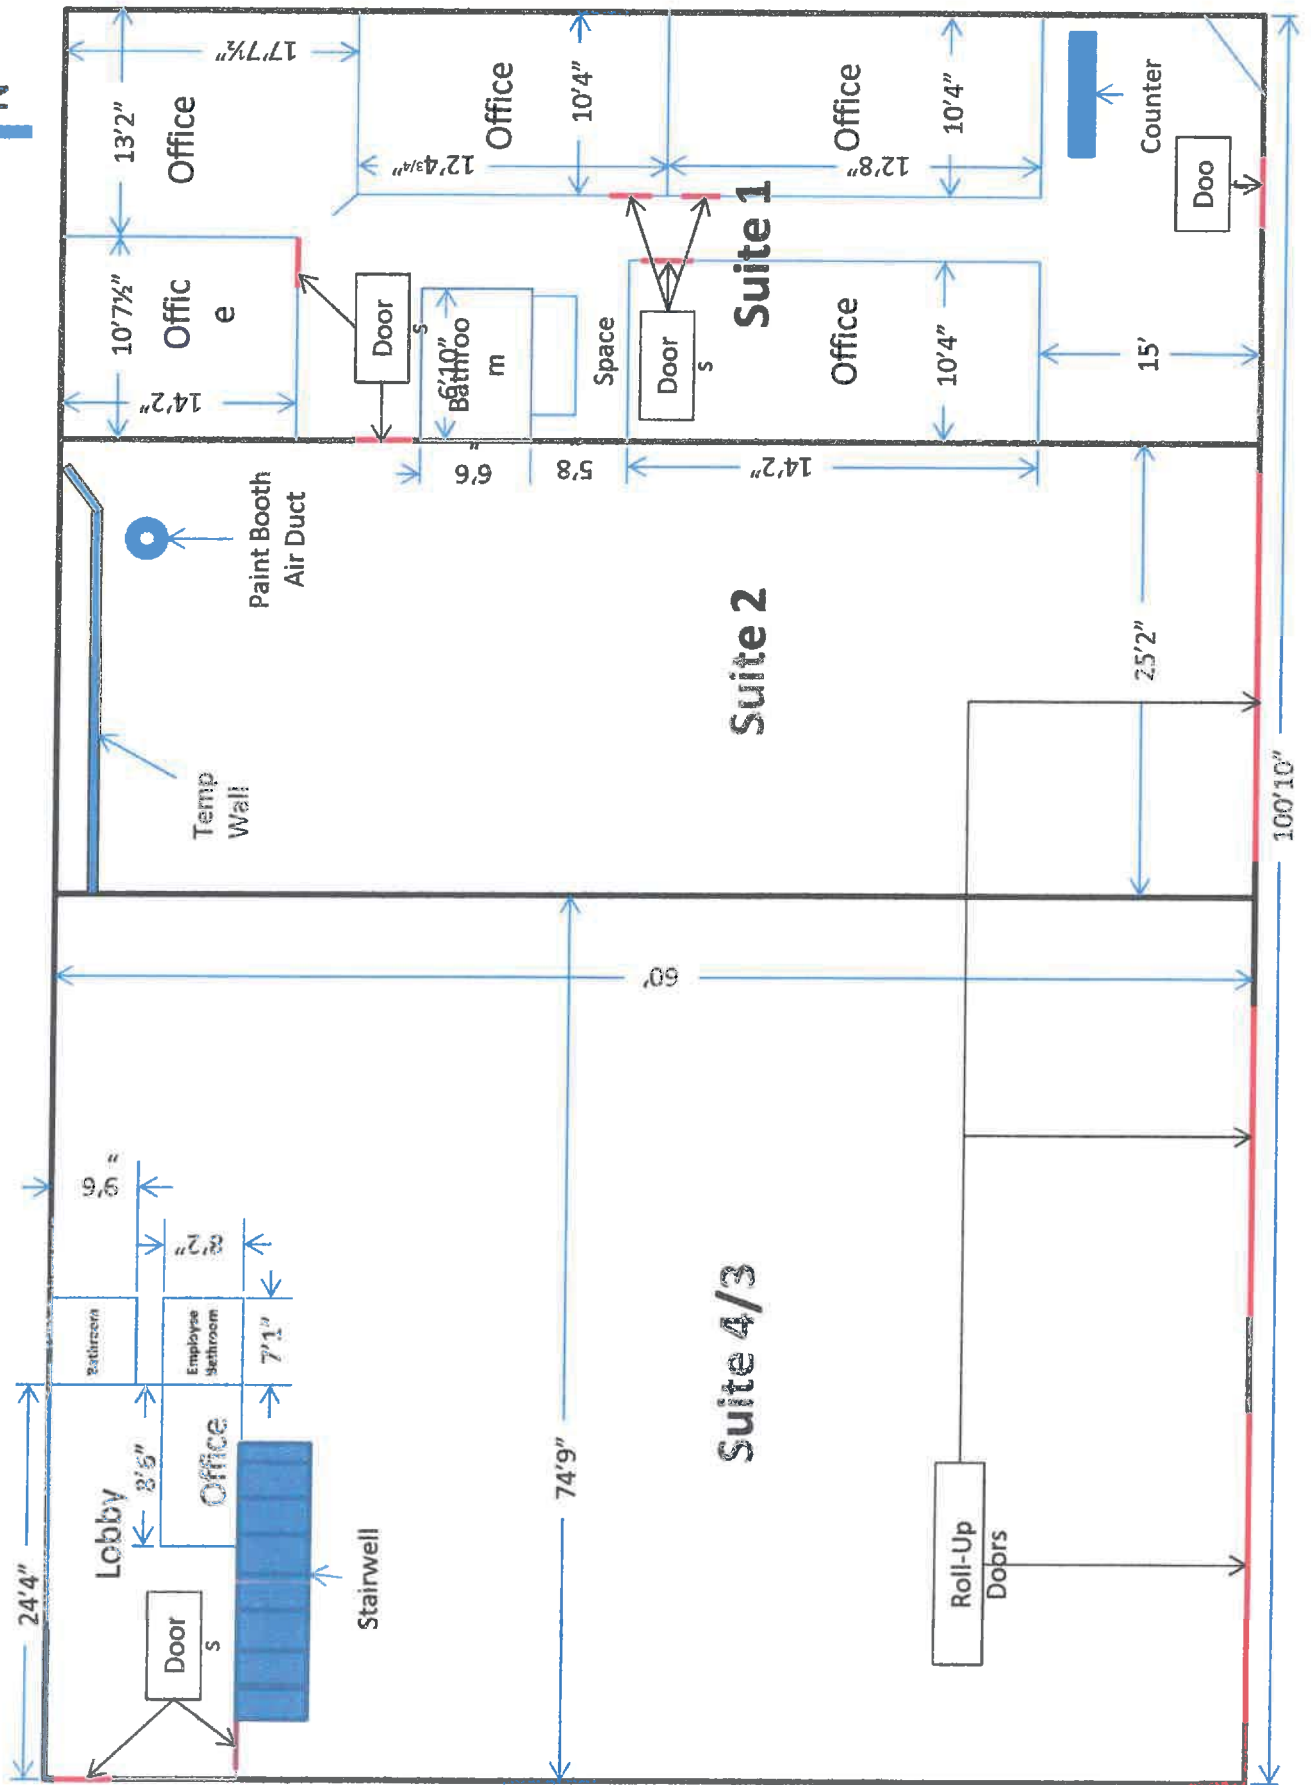 N
24'4"
9'6"
Bathroom
Lobby
8'6"
Employee
Bathroom
8'2"
Office
7'1"
Door
s
Stairwell
74'9"
60'
Suite 4/3
Roll-Up
Doors
Temp
Wall
Paint Booth
Air Duct
Suite 2
25'2"
100'10"
10'7½"
13'2"
Offic
e
Office
14'2"
17'7½"
Door
s
6'10"
Bathroo
m
6'6"
5'8
14'2"
Space
Door
s
Office
10'4"
12'4¾"
Office
10'4"
12'8"
Office
10'4"
Suite 1
15'
Counter
Doo
r